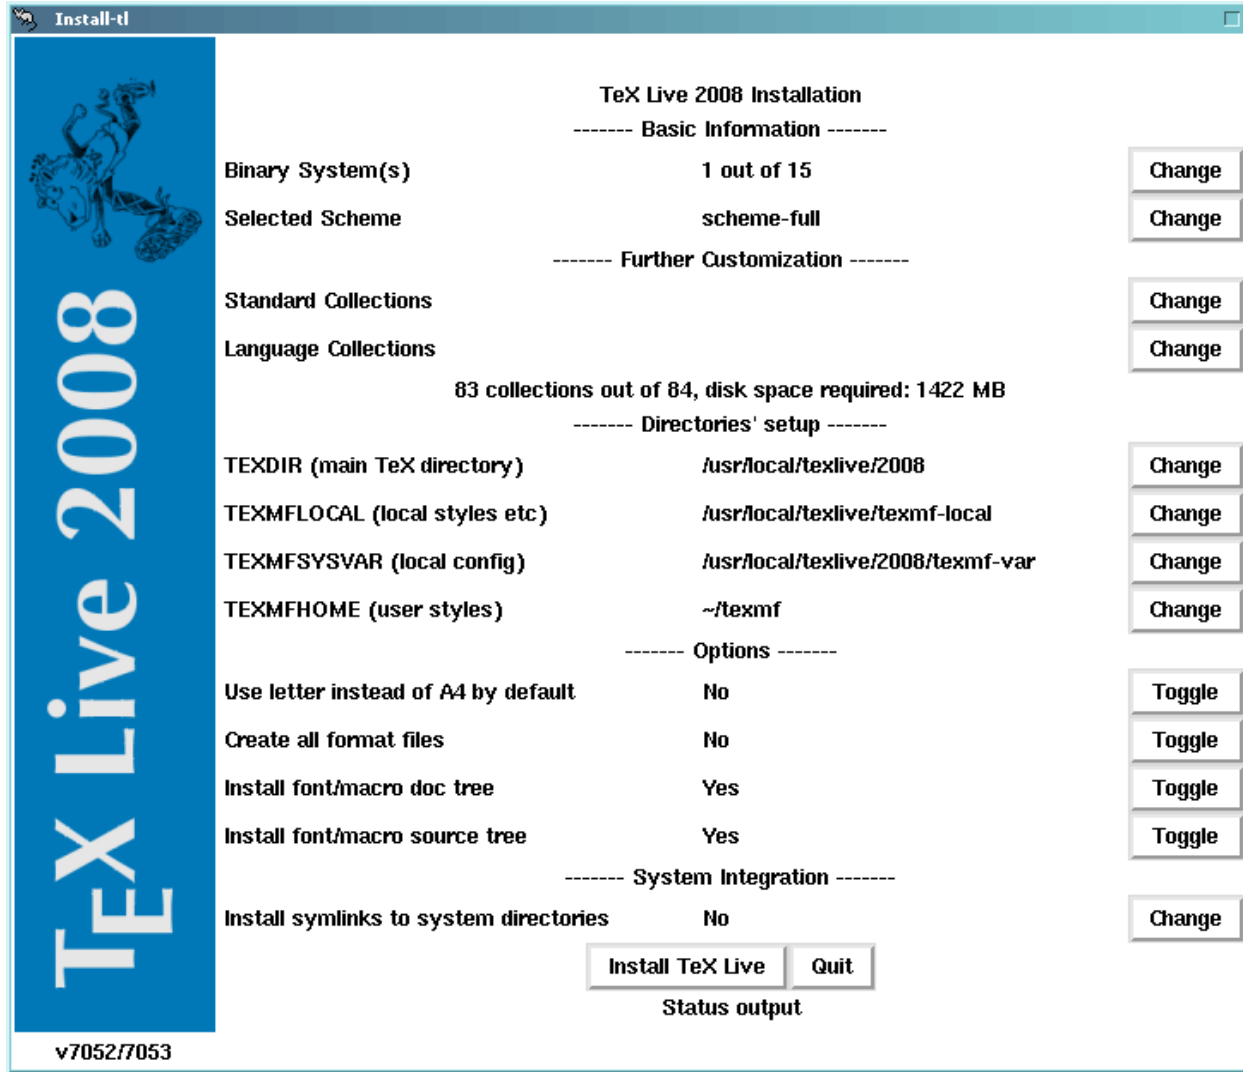 Install-tl
TeX Live 2008 Installation
------- Basic Information -------
Binary System(s) 1 out of 15 Change
Selected Scheme scheme-full Change
------- Further Customization -------
Standard Collections Change
Language Collections Change
83 collections out of 84, disk space required: 1422 MB
------- Directories' setup -------
TEXDIR (main TeX directory) /usr/local/texlive/2008 Change
TEXMFLOCAL (local styles etc) /usr/local/texlive/texmf-local Change
TEXMFSYSVAR (local config) /usr/local/texlive/2008/texmf-var Change
TEXMFHOME (user styles) ~/texmf Change
------- Options -------
Use letter instead of A4 by default No Toggle
Create all format files No Toggle
Install font/macro doc tree Yes Toggle
Install font/macro source tree Yes Toggle
------- System Integration -------
Install symlinks to system directories No Change
Install TeX Live Quit
Status output
TEX Live 2008
v7052/7053